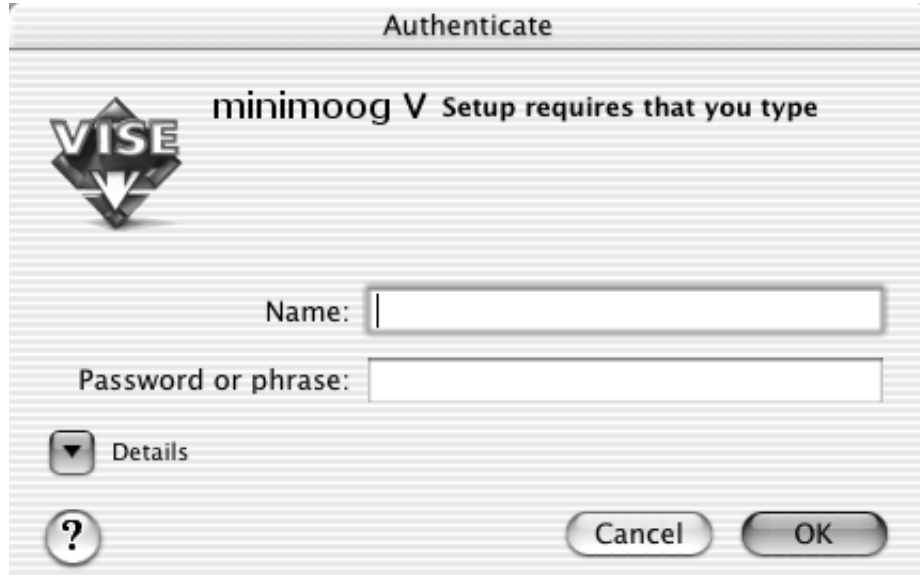 Authenticate
VISE
minimoog V Setup requires that you type
Name:
Password or phrase:
Details
?
Cancel
OK